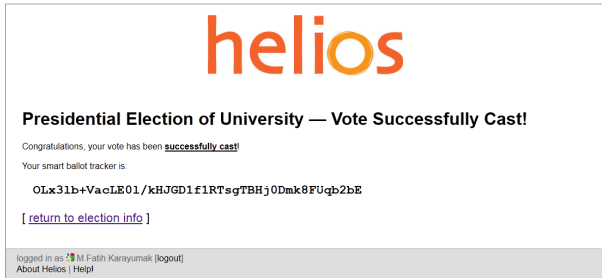 helios
Presidential Election of University — Vote Successfully Cast!
Congratulations, your vote has been successfully cast!
Your smart ballot tracker is:
OLx3lb+VacLE0l/kHJGD1f1RTsgTBHj0Dmk8FUqb2bE
[ return to election info ]
logged in as M.Fatih Karayumak [logout]
About Helios | Help!